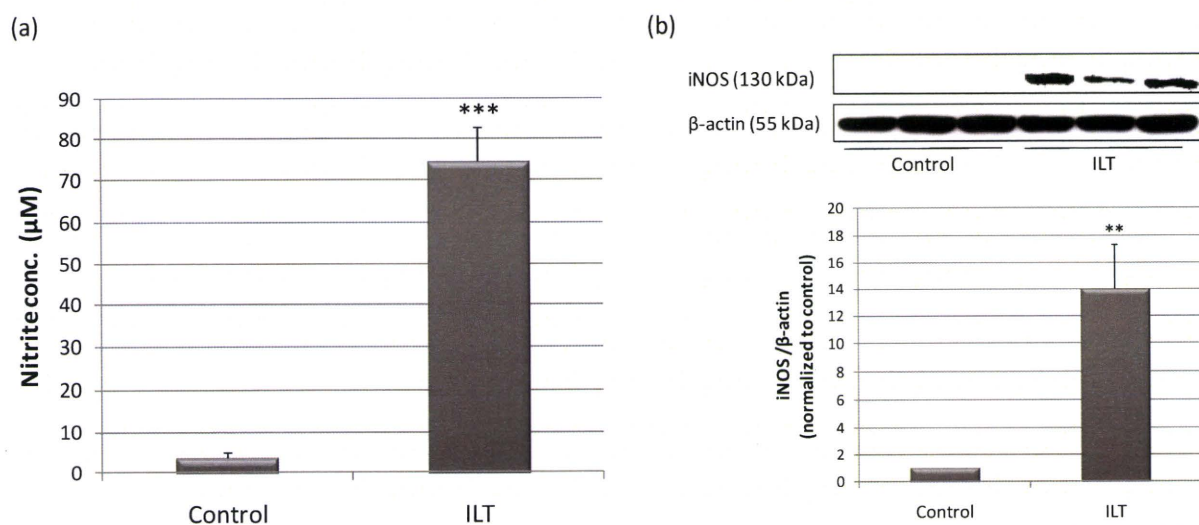 (a)
90
80
70
60
50
40
30
20
10
0
Nitrite conc. (µM)
***
Control
ILT
(b)
iNOS (130 kDa)
β-actin (55 kDa)
Control
ILT
20
18
16
14
12
10
8
6
4
2
0
iNOS/β-actin
(normalized to control)
**
Control
ILT